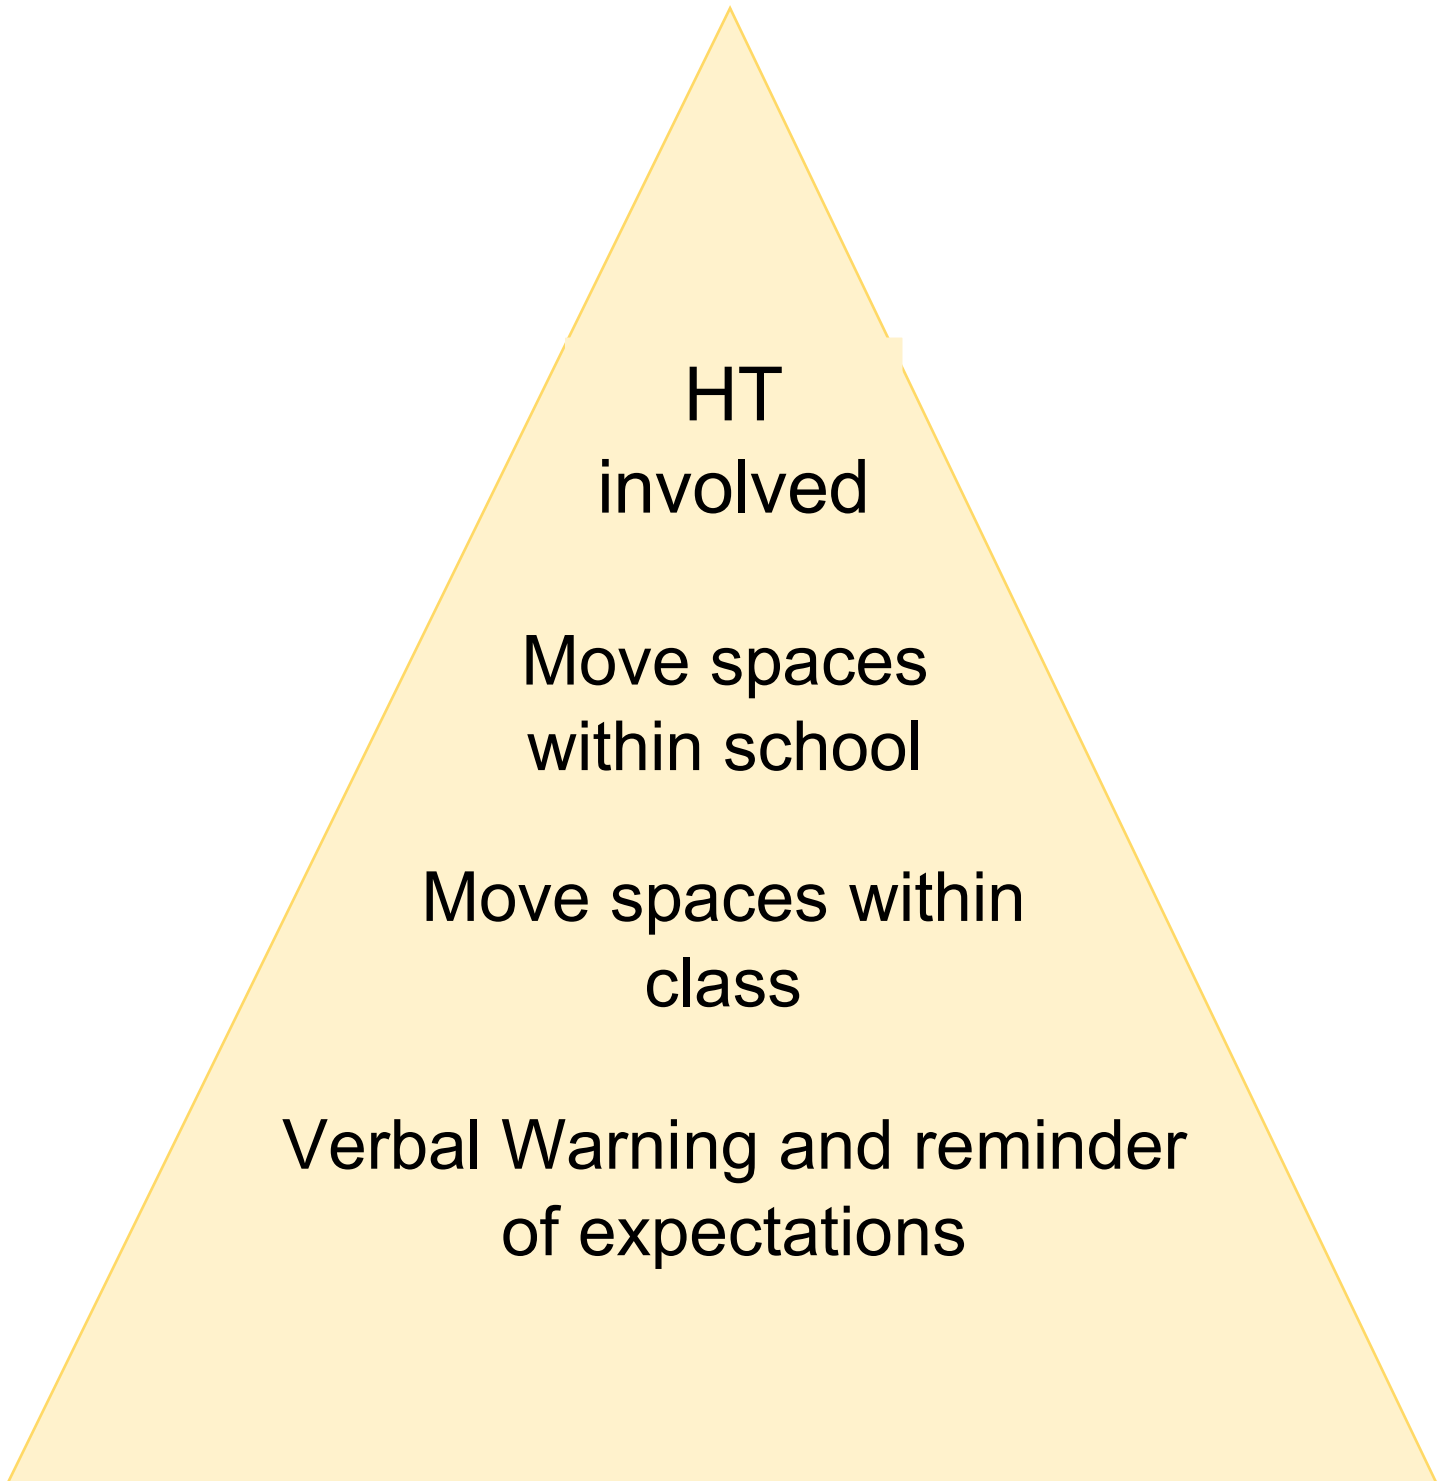 HT
involved
Move spaces
within school
Move spaces within
class
Verbal Warning and reminder
of expectations